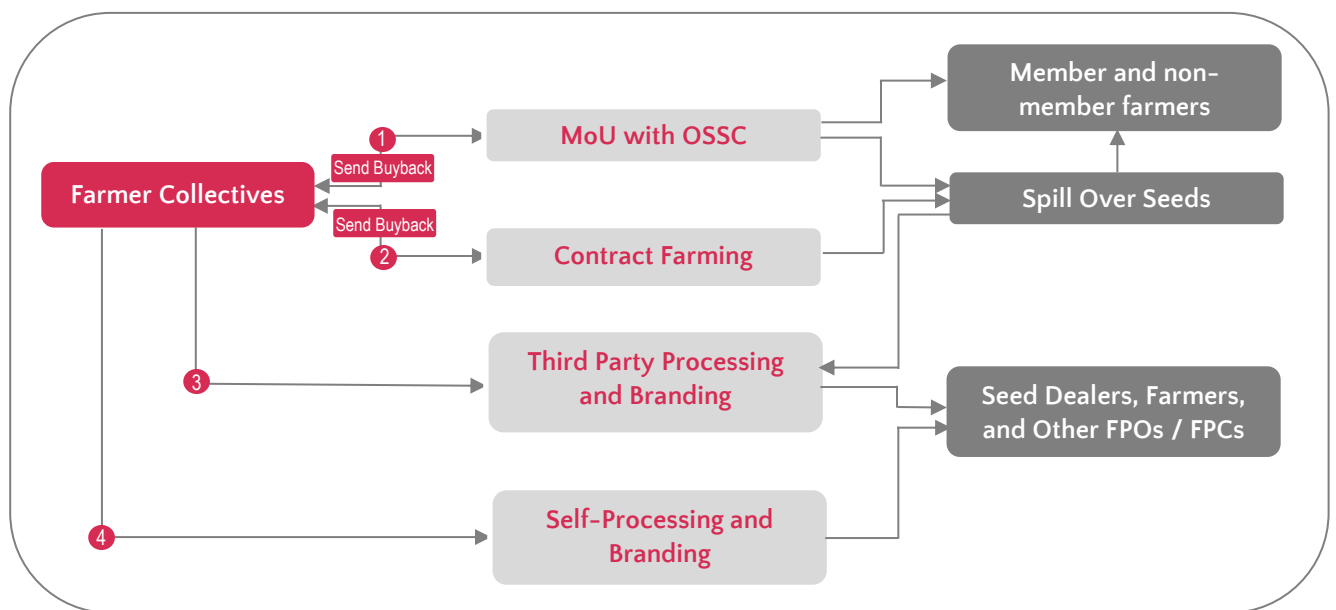 Member and non-
member farmers
1
MoU with OSSC
Send Buyback
Farmer Collectives
Spill Over Seeds
Send Buyback
2
Contract Farming
Third Party Processing
and Branding
3
Seed Dealers, Farmers,
and Other FPOs / FPCs
Self-Processing and
Branding
4